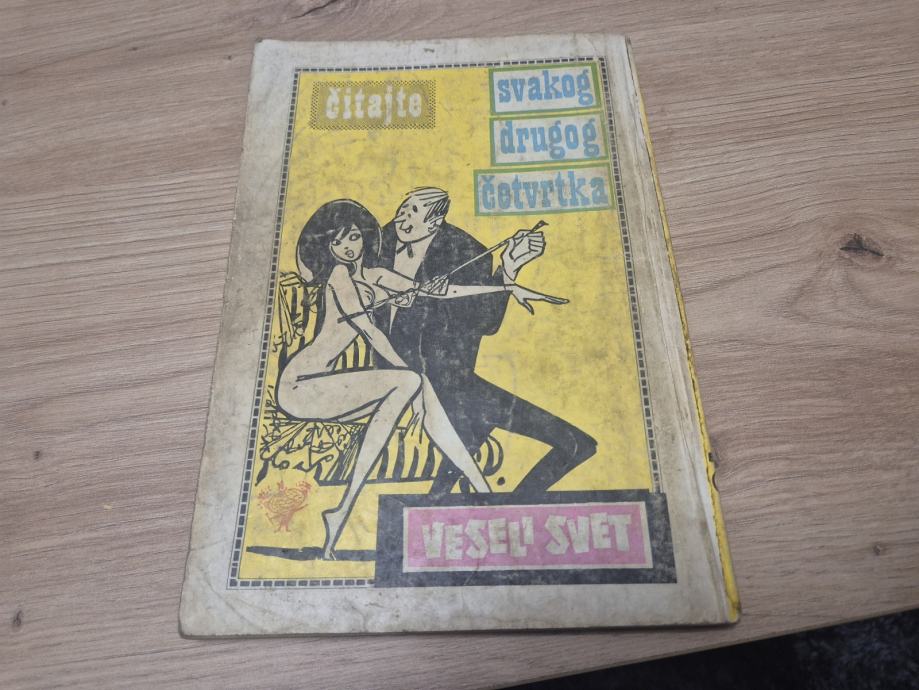 čitajte
svakog
drugog
četvrtka
VESELI SVET